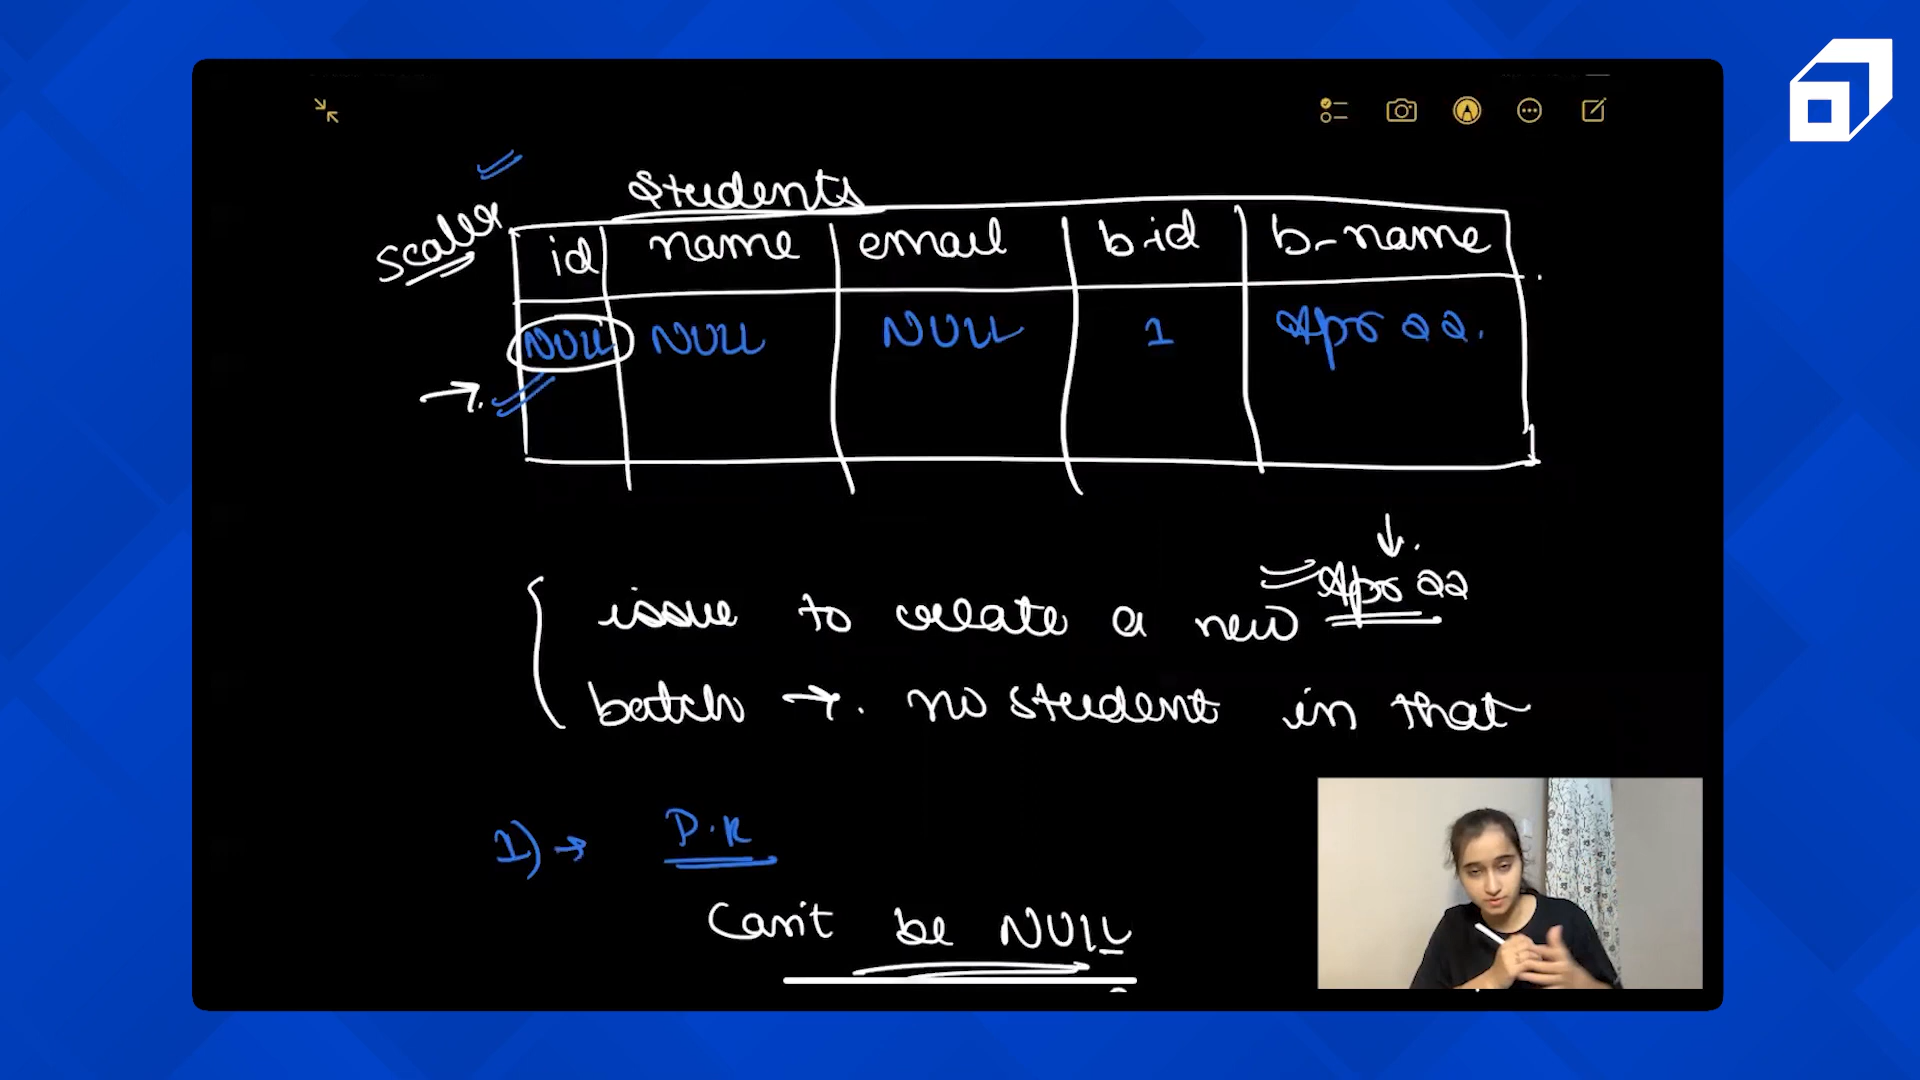 students
scaler
id name email b-id b-name
NULL NULL NULL 1 Apr 22.
Apr 22
issue to create a new
batch → . no student in that
1) → P.K
Can't be NULL